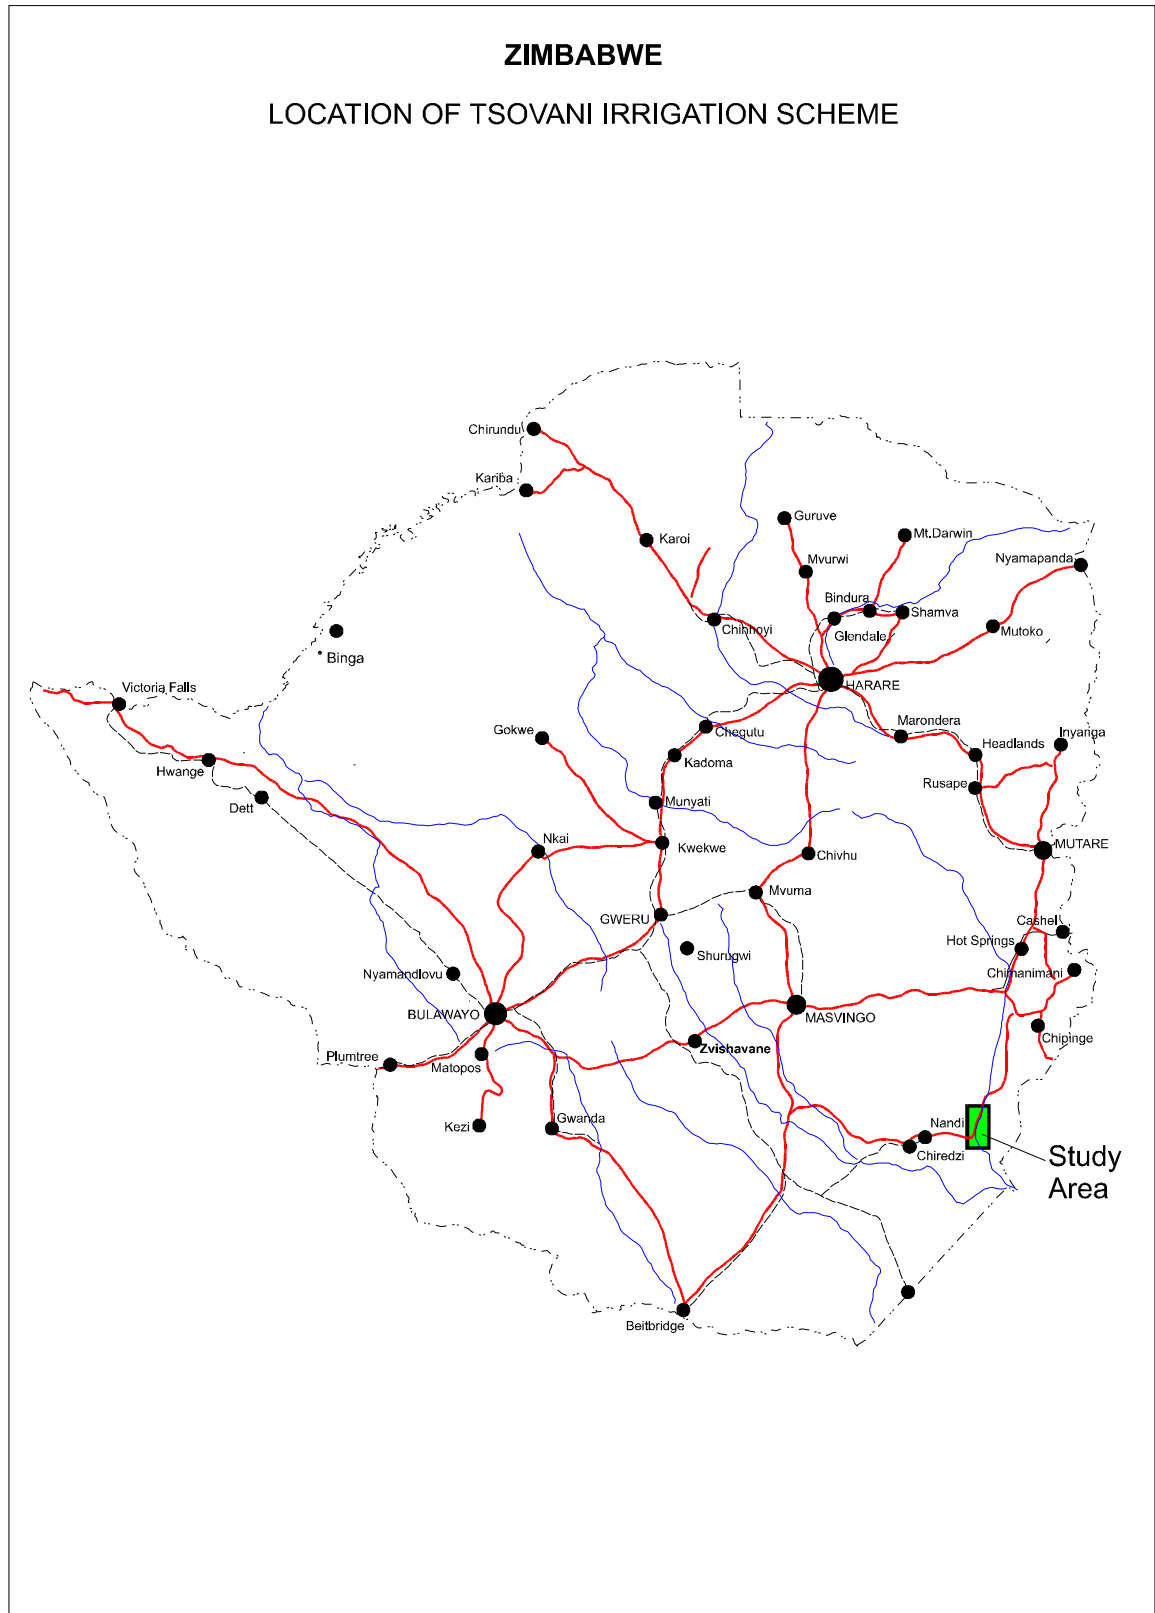 ZIMBABWE
LOCATION OF TSOVANI IRRIGATION SCHEME
Chirundu
Kariba
Guruve
Karoi
Mt.Darwin
Mvurwi
Nyamapanda
Bindura
Shamva
Chinhoyi
Glendale
Mutoko
Binga
HARARE
Victoria Falls
Marondera
Inyanga
Gokwe
Chegutu
Headlands
Kadoma
Hwange
Rusape
Dett
Munyati
Nkai
Kwekwe
Chivhu
MUTARE
Mvuma
GWERU
Cashel
Hot Springs
Shurugwi
Nyamandlovu
Chimanimani
BULAWAYO
MASVINGO
Chipinge
Zvishavane
Plumtree
Matopos
Kezi
Gwanda
Nandi
Chiredzi
Study
Area
Beitbridge